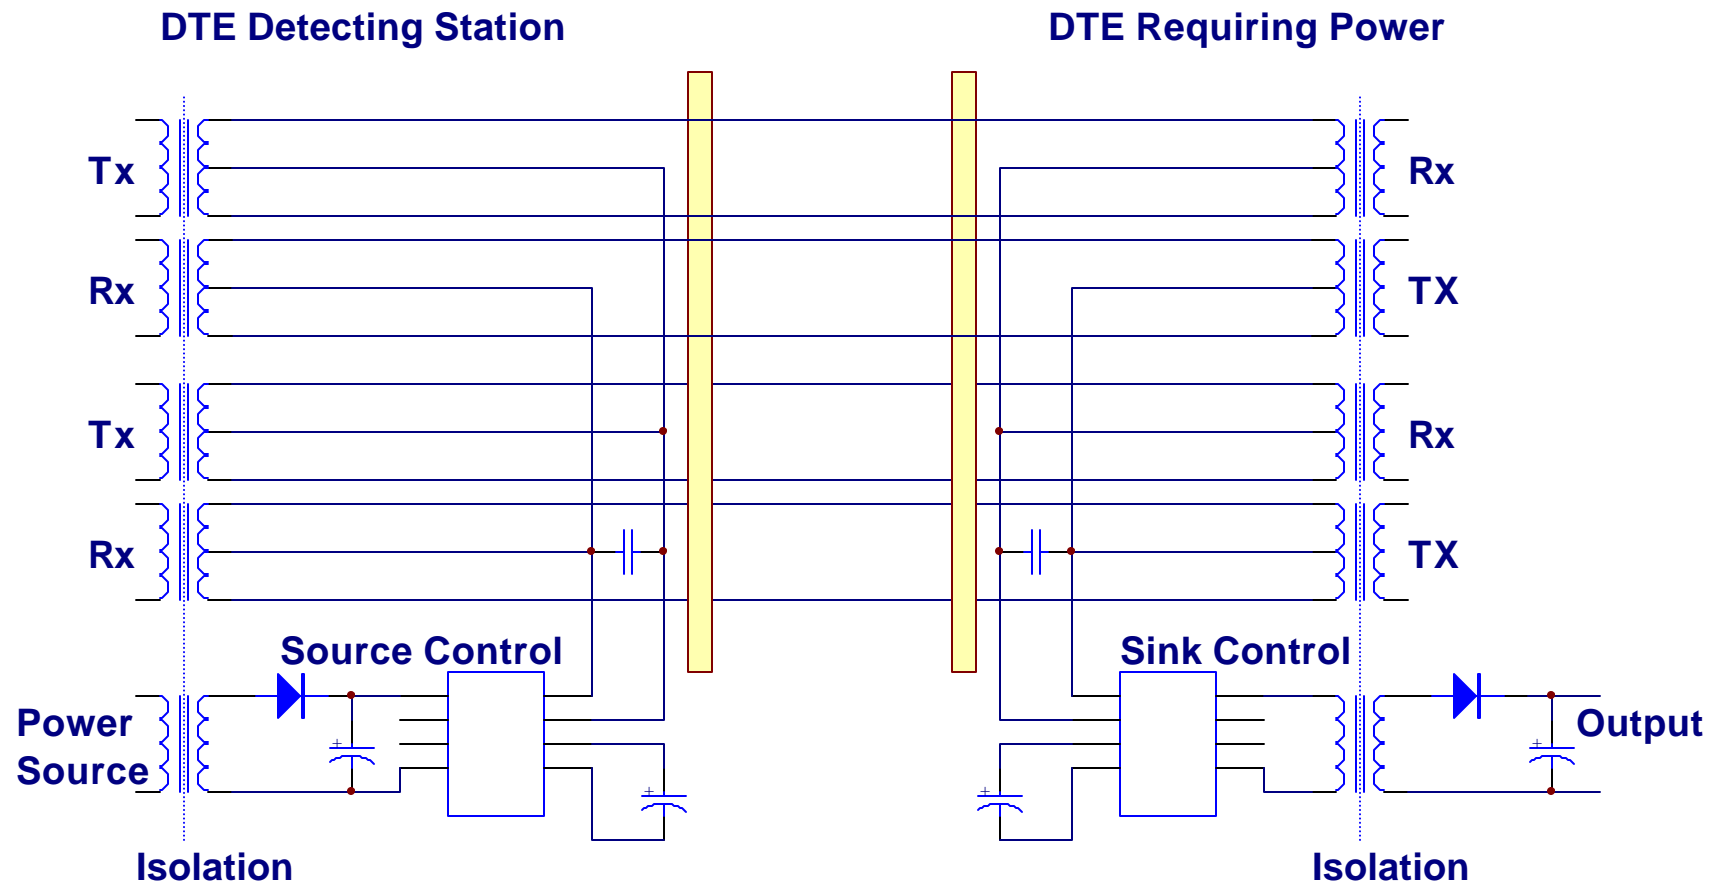 DTE Detecting Station
DTE Requiring Power
Tx
Rx
Rx
TX
Tx
Rx
Rx
TX
Source Control
Sink Control
Power
Source
Output
+
+
+
+
Isolation
Isolation